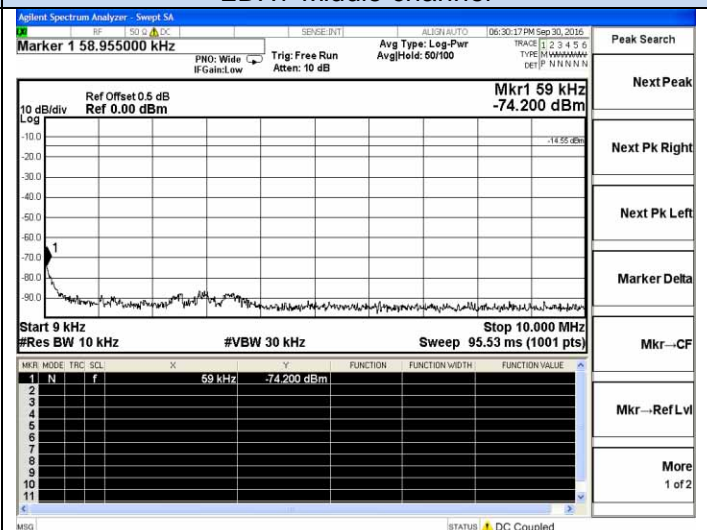 Agilent Spectrum Analyzer - Swept SA
RF 50 Ω DC SENSE:INT ALIGN AUTO 06:30:17 PM Sep 30, 2016
Marker 1 58.955000 kHz
PNO: Wide
IFGain:Low
Trig: Free Run
Atten: 10 dB
Avg Type: Log-Pwr
Avg|Hold: 50/100
TRACE 1 2 3 4 5 6
TYPE M
DET P N N N N N
Peak Search
Next Peak
Next Pk Right
Next Pk Left
Marker Delta
Mkr→CF
Mkr→Ref Lvl
More
1 of 2
Mkr1 59 kHz
-74.200 dBm
Ref Offset 0.5 dB
10 dB/div Ref 0.00 dBm
Log
-10.0
-14.55 dBm
-20.0
-30.0
-40.0
-50.0
-60.0
1
-70.0
-80.0
-90.0
Start 9 kHz Stop 10.000 MHz
#Res BW 10 kHz #VBW 30 kHz Sweep 95.53 ms (1001 pts)
MKR MODE TRC SCL X Y FUNCTION FUNCTION WIDTH FUNCTION VALUE
1 N f 59 kHz -74.200 dBm
2
3
4
5
6
7
8
9
10
11
MSG STATUS DC Coupled